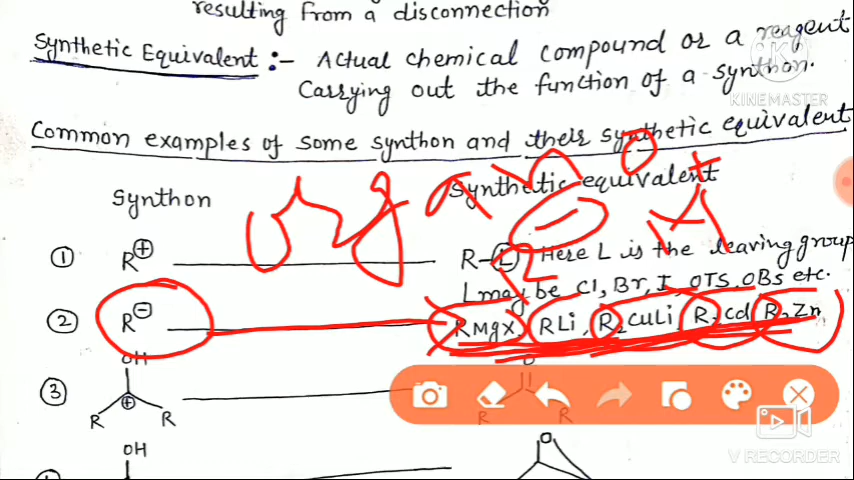 resulting from a disconnection
Synthetic Equivalent :- Actual chemical compound or a reagent
Carrying out the function of a synthon.
KINEMASTER
Common examples of some synthon and their synthetic equivalent
Synthon
Synthetic equivalent
① R⊕ R-L Here L is the leaving group
L may be Cl, Br, I, OTS, OBs etc.
② R⊖ RMgX, RLi, R2CuLi, R2Cd, R2Zn
③ OH
R R
O
R R
OH
O
V RECORDER